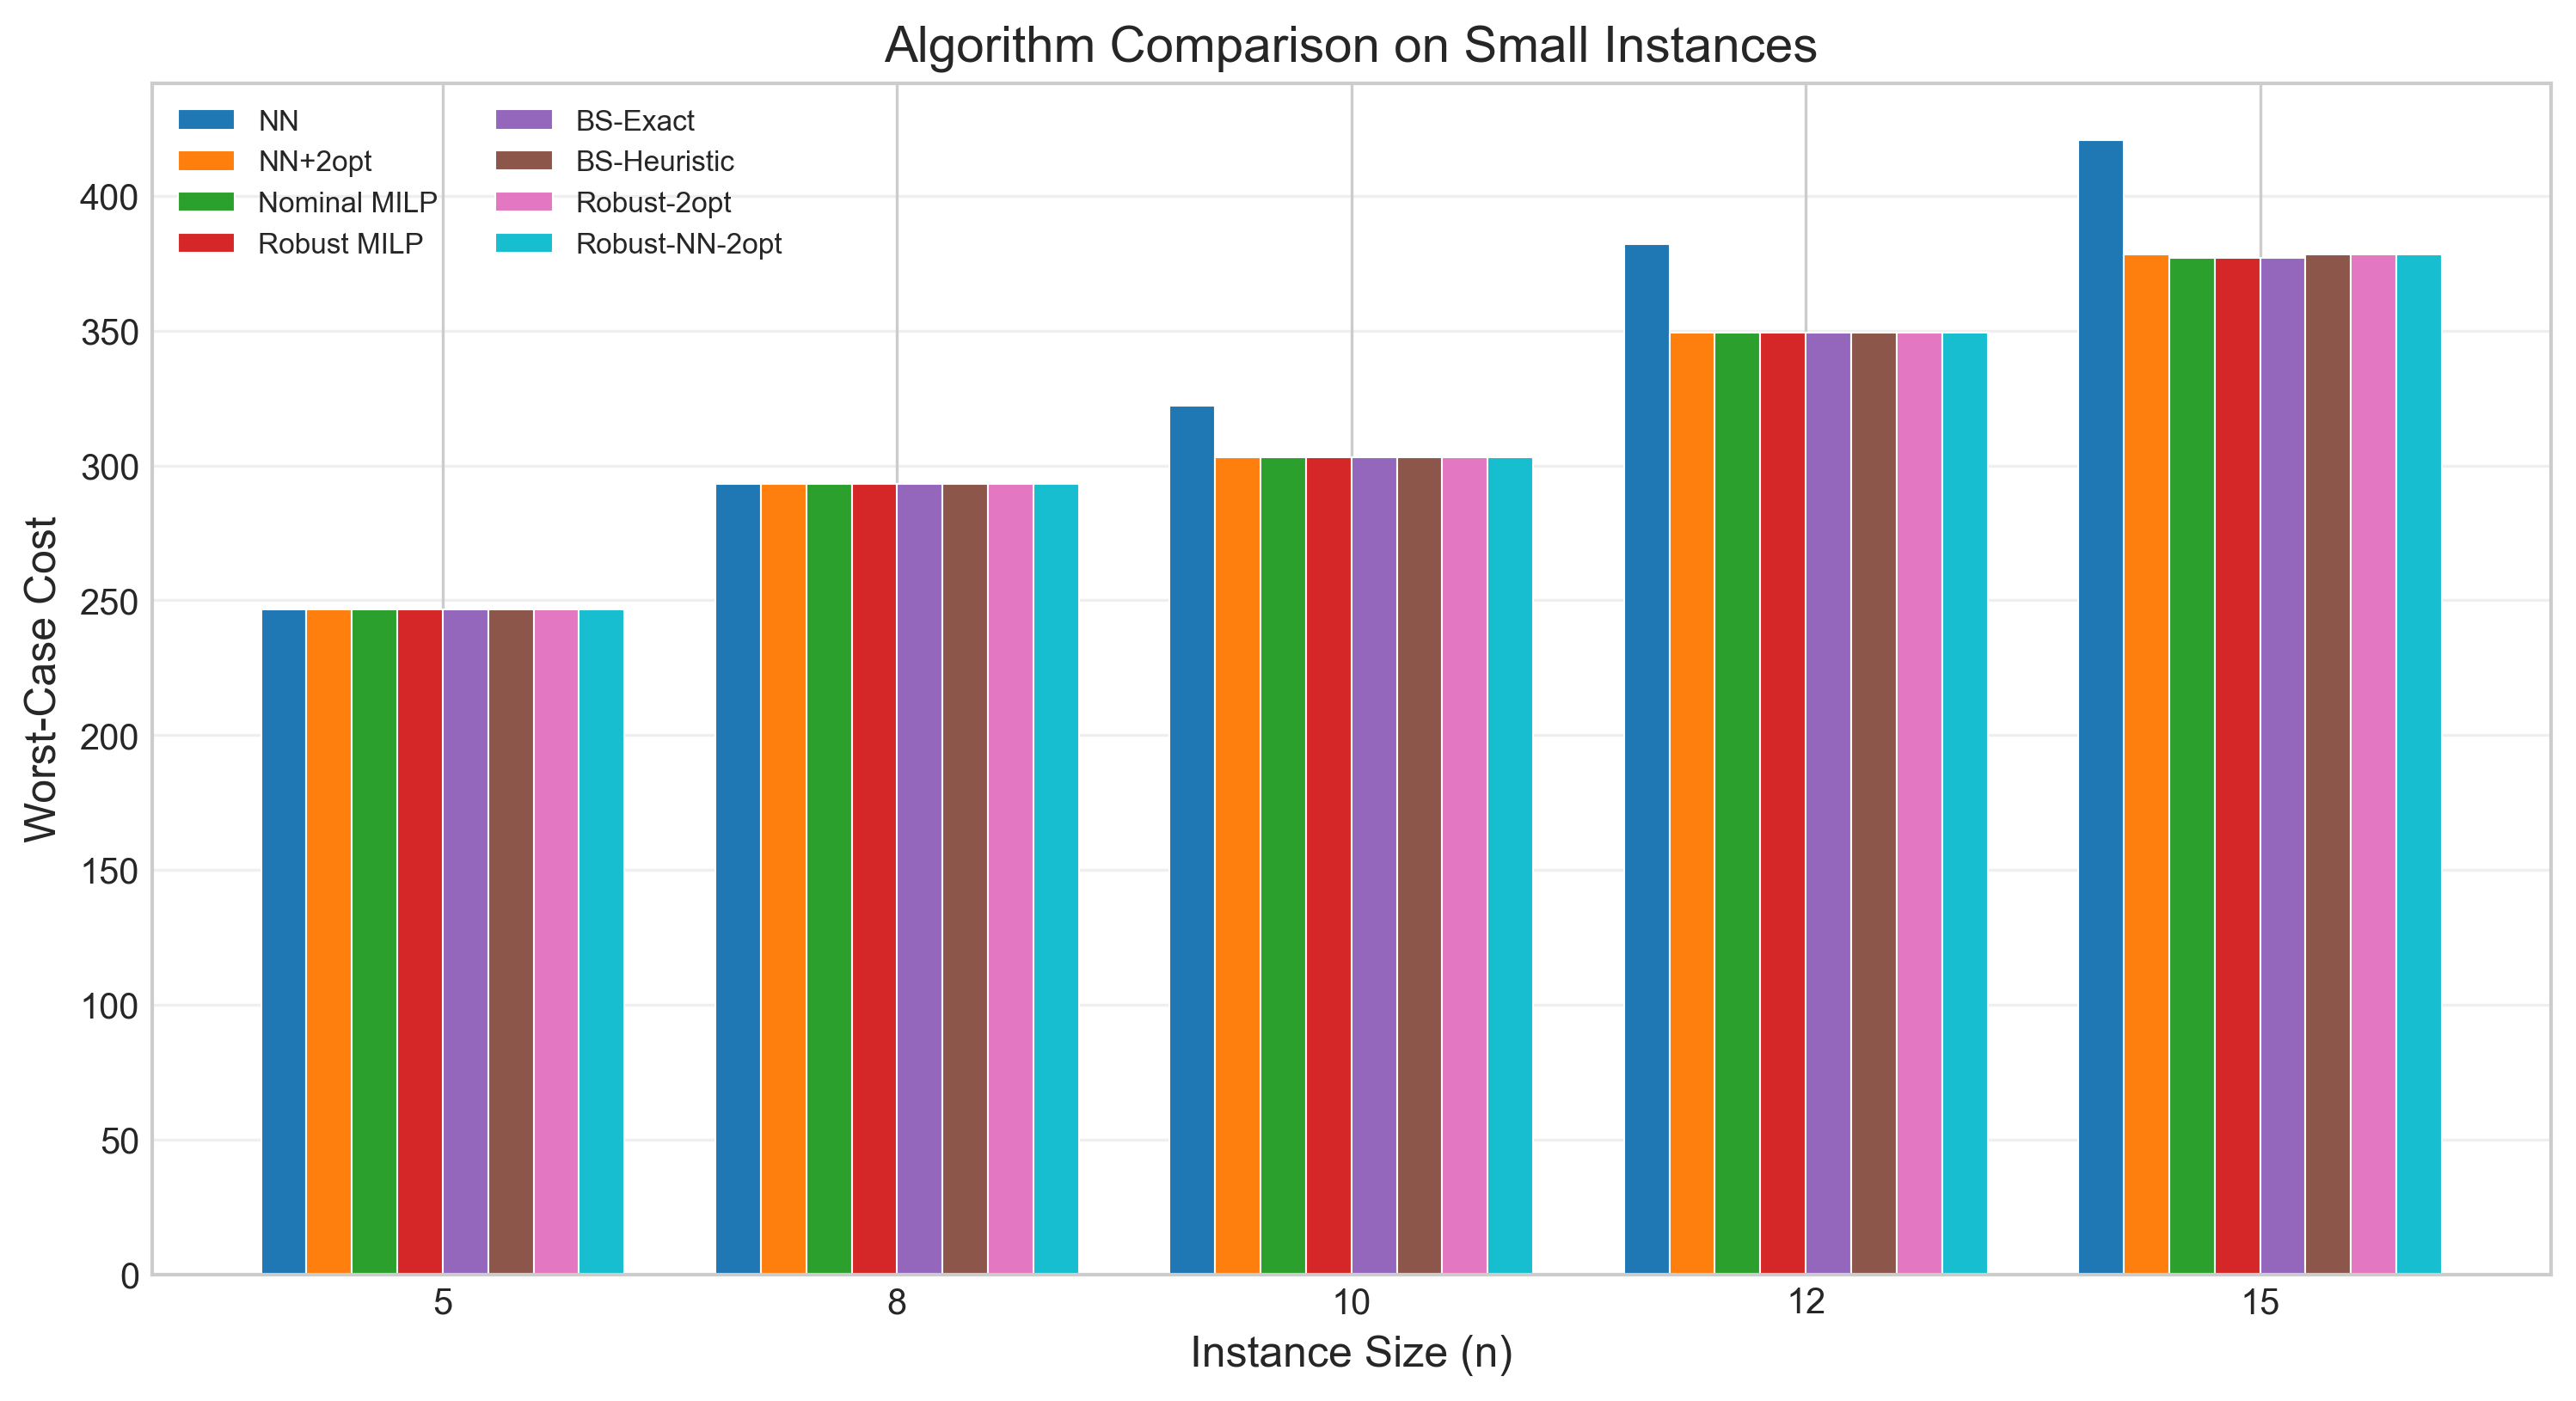 Algorithm Comparison on Small Instances
NN
NN+2opt
Nominal MILP
Robust MILP
BS-Exact
BS-Heuristic
Robust-2opt
Robust-NN-2opt
Worst-Case Cost
400
350
300
250
200
150
100
50
0
5 8 10 12 15
Instance Size (n)